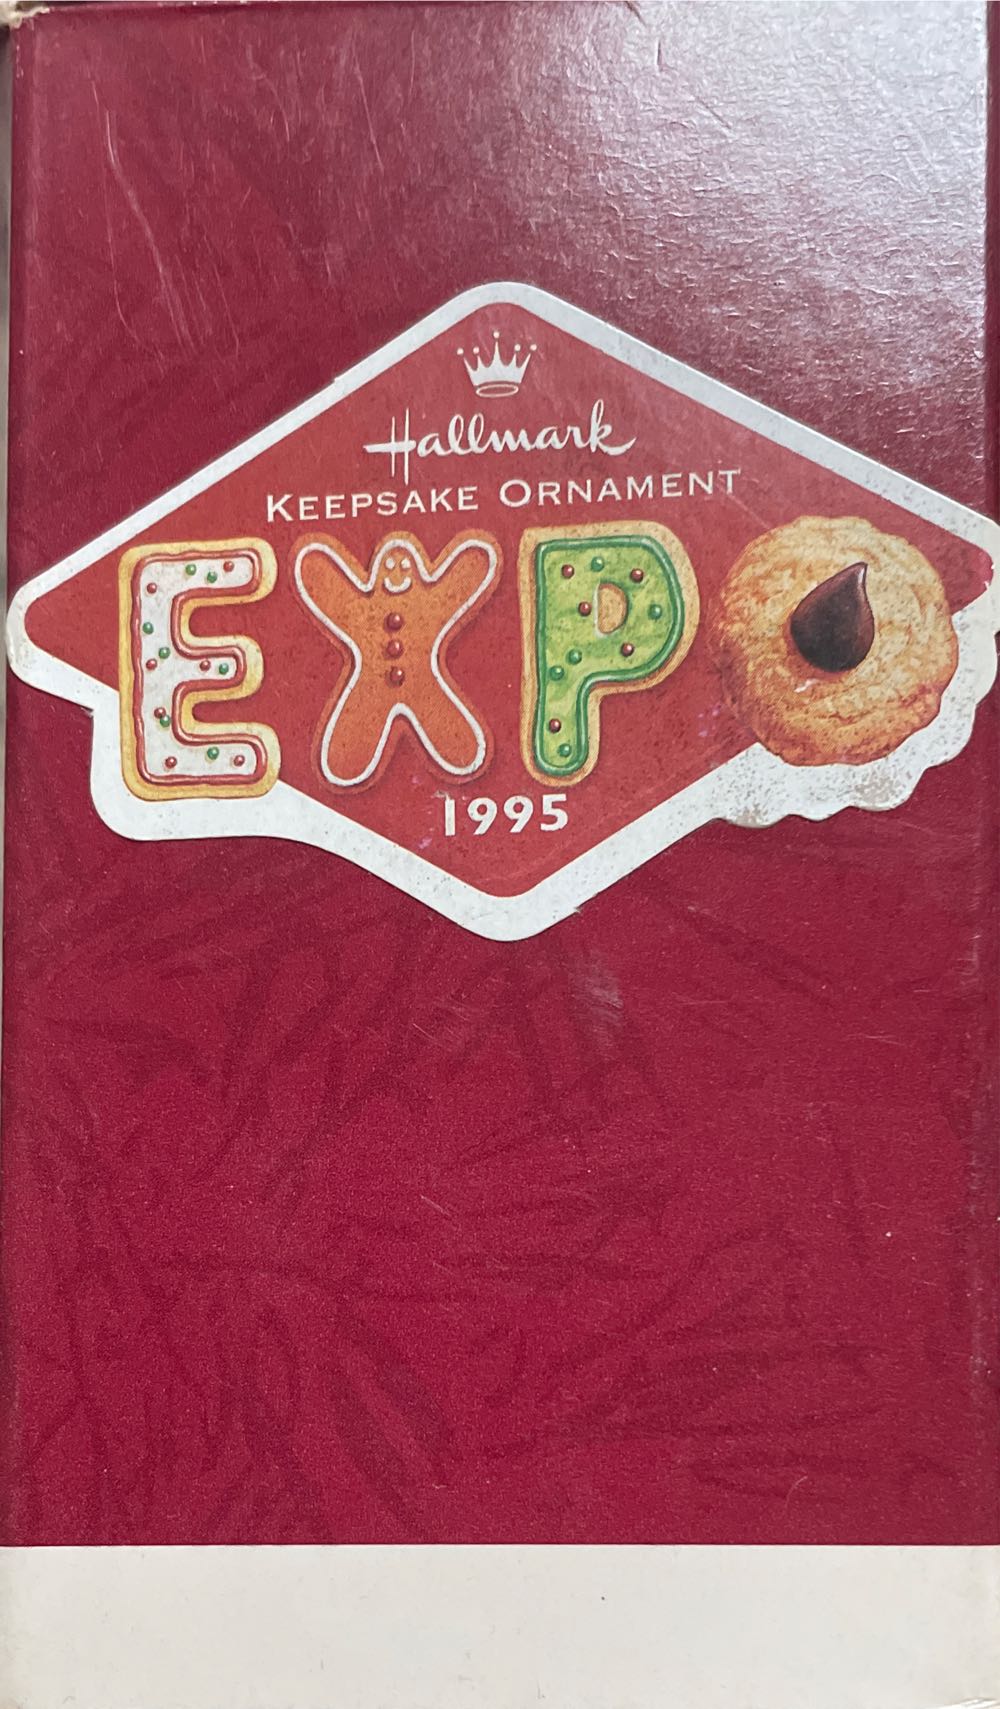 Hallmark
KEEPSAKE ORNAMENT
EXPO
1995